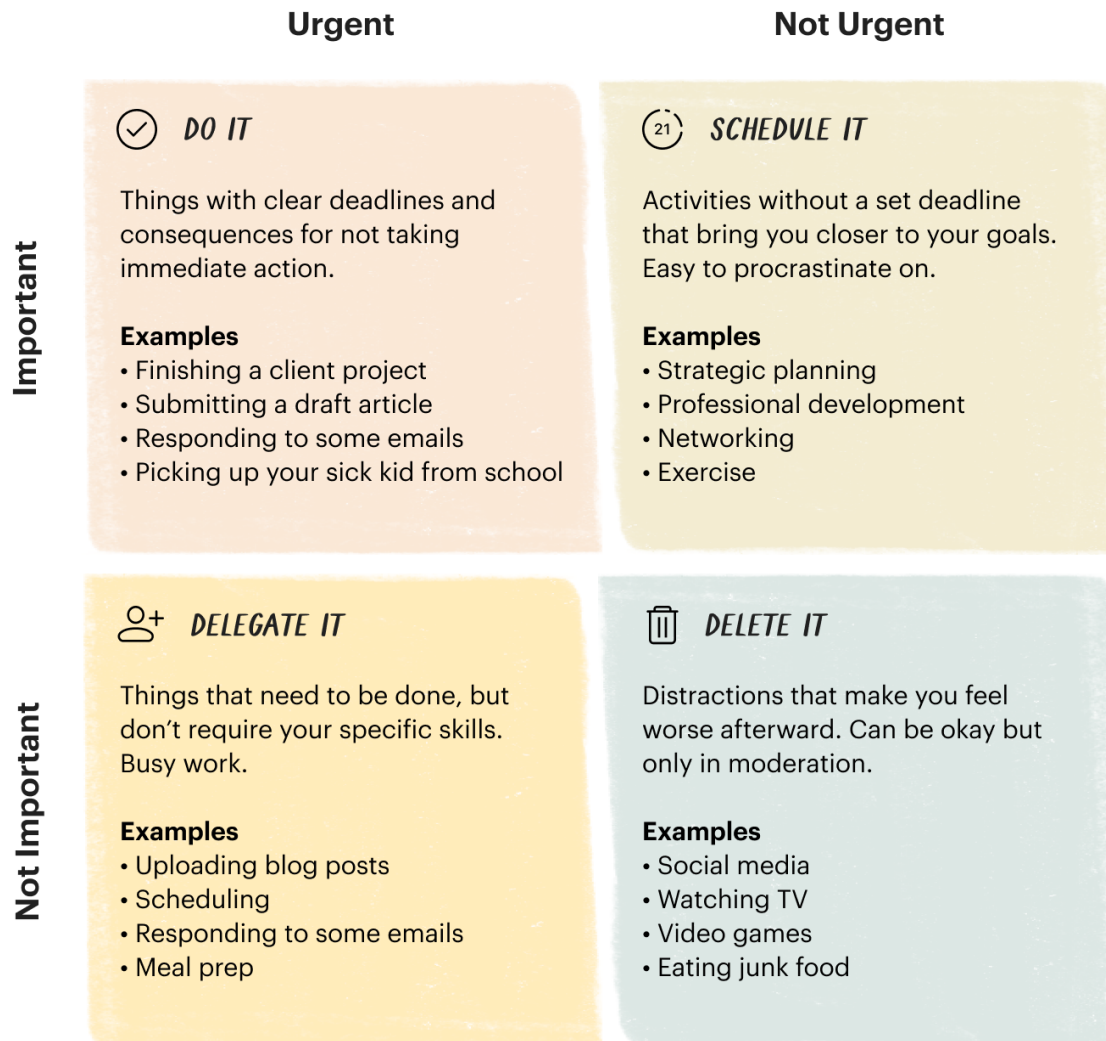 Urgent
Not Urgent
Important
DO IT
Things with clear deadlines and
consequences for not taking
immediate action.
Examples
• Finishing a client project
• Submitting a draft article
• Responding to some emails
• Picking up your sick kid from school
21
SCHEDULE IT
Activities without a set deadline
that bring you closer to your goals.
Easy to procrastinate on.
Examples
• Strategic planning
• Professional development
• Networking
• Exercise
Not Important
DELEGATE IT
Things that need to be done, but
don’t require your specific skills.
Busy work.
Examples
• Uploading blog posts
• Scheduling
• Responding to some emails
• Meal prep
DELETE IT
Distractions that make you feel
worse afterward. Can be okay but
only in moderation.
Examples
• Social media
• Watching TV
• Video games
• Eating junk food